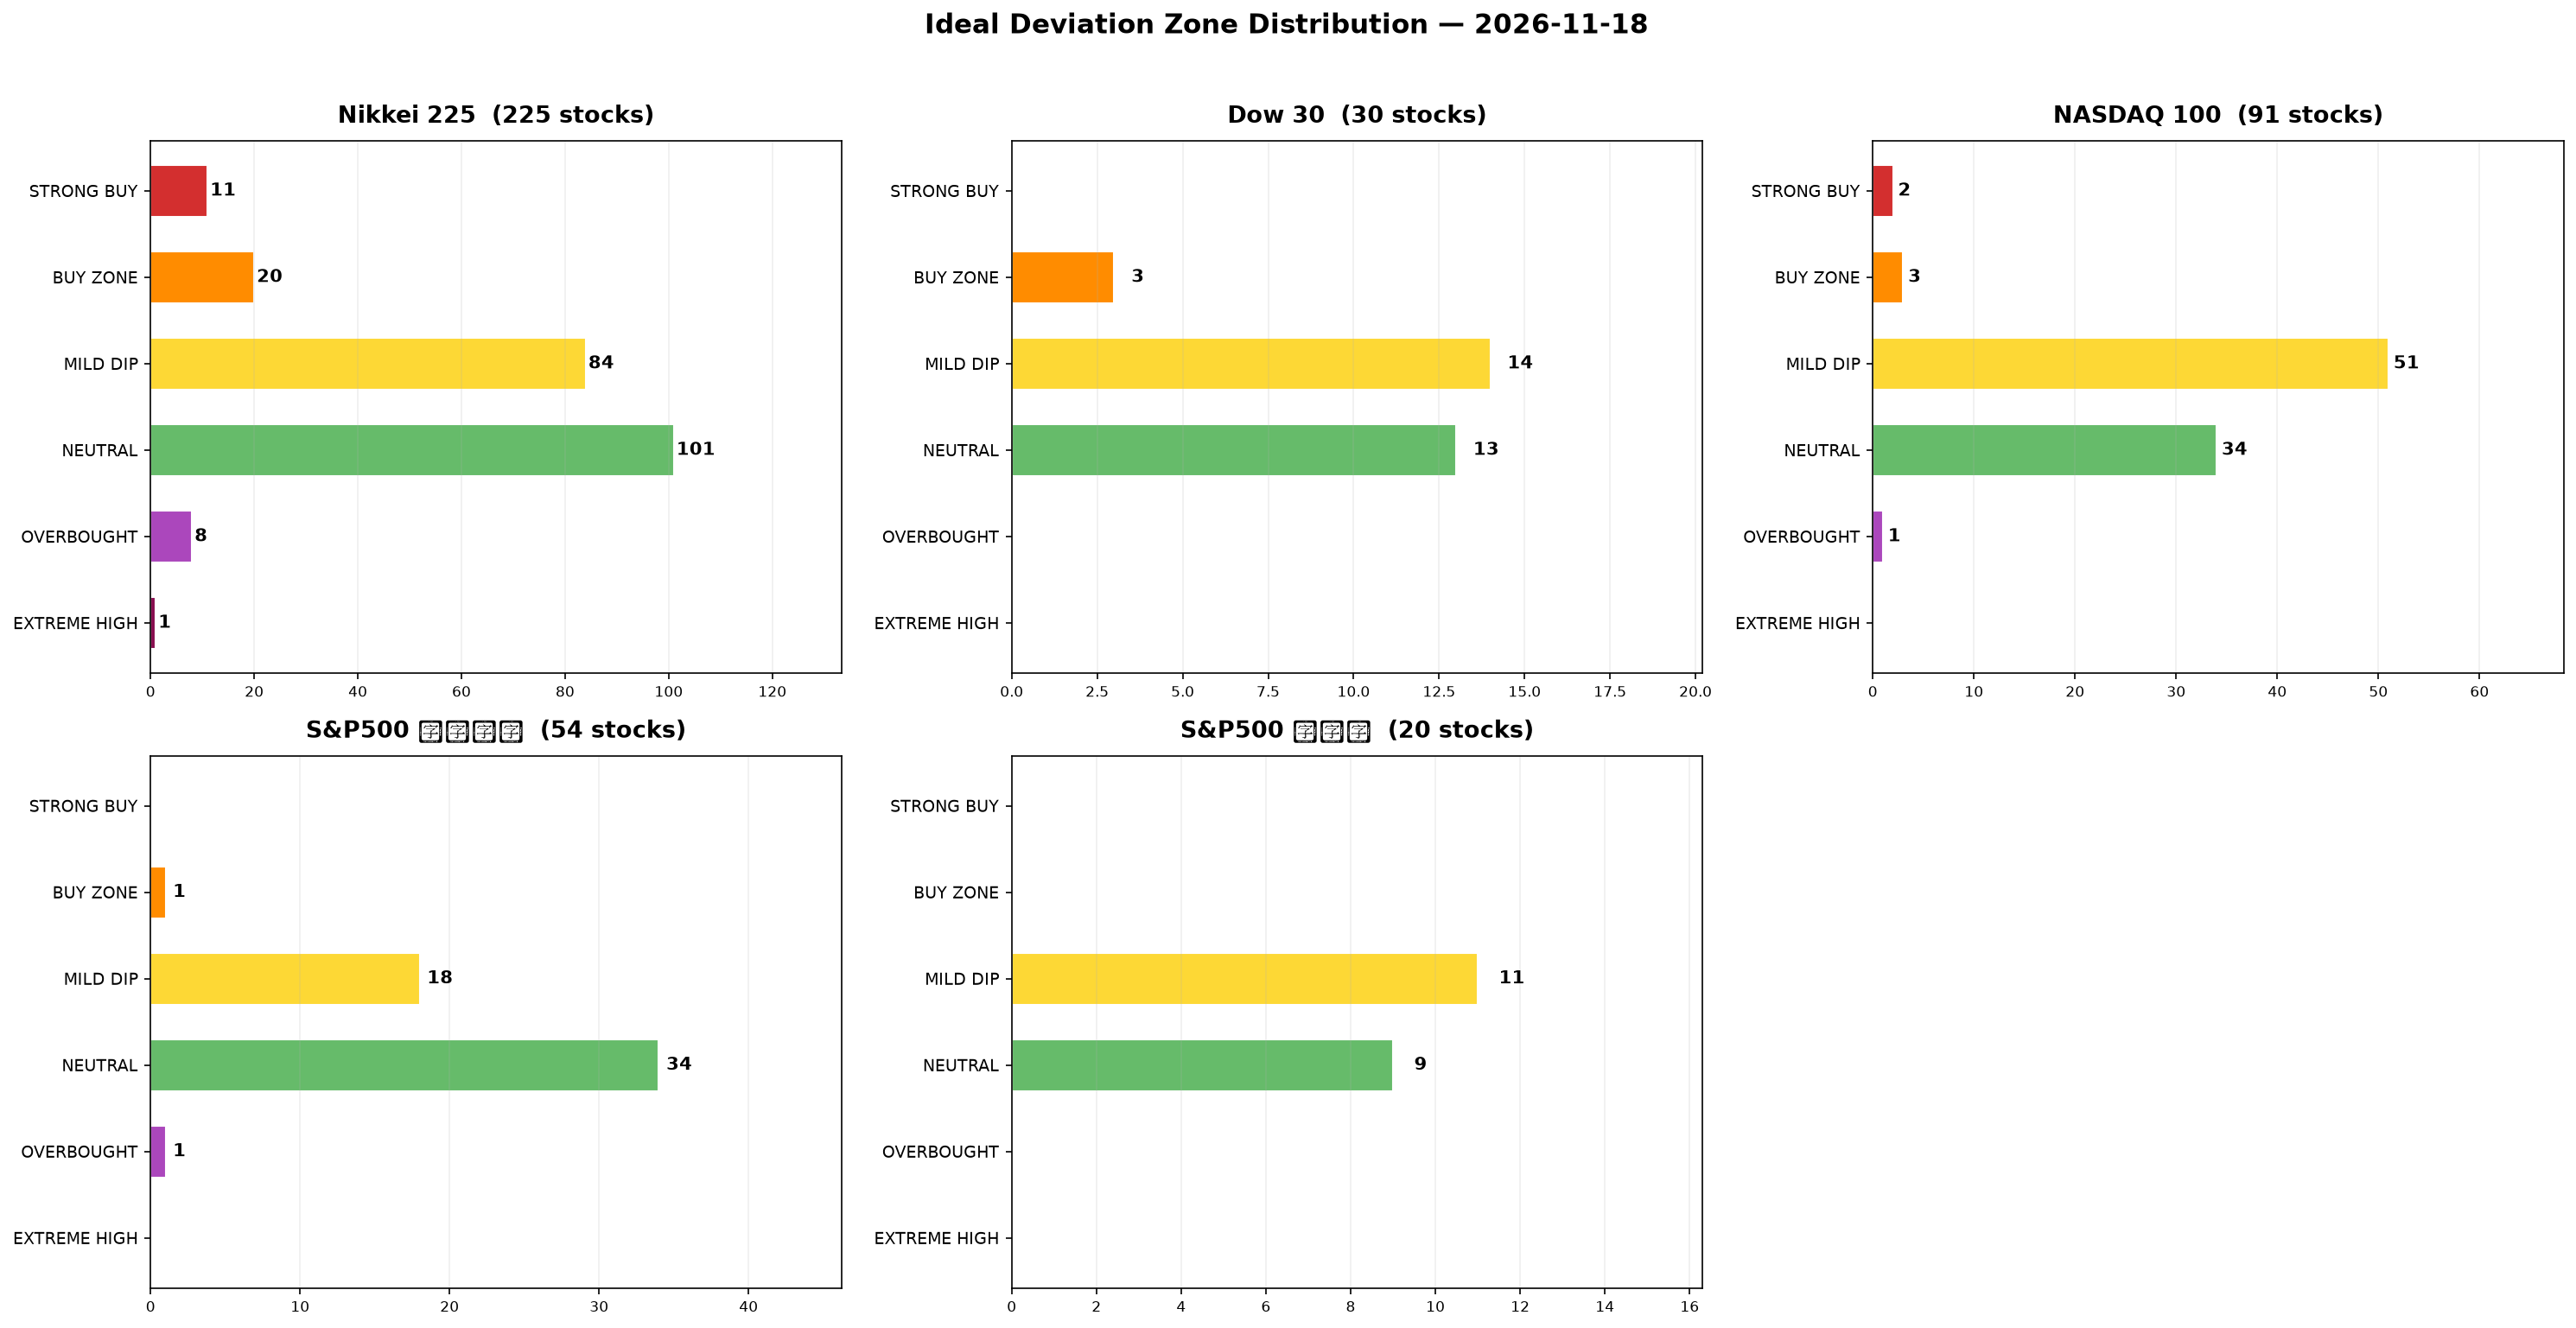 Ideal Deviation Zone Distribution — 2026-11-18
Nikkei 225 (225 stocks)
STRONG BUY 11
BUY ZONE 20
MILD DIP 84
NEUTRAL 101
OVERBOUGHT 8
EXTREME HIGH 1
0 20 40 60 80 100 120
Dow 30 (30 stocks)
STRONG BUY
BUY ZONE 3
MILD DIP 14
NEUTRAL 13
OVERBOUGHT
EXTREME HIGH
0.0 2.5 5.0 7.5 10.0 12.5 15.0 17.5 20.0
NASDAQ 100 (91 stocks)
STRONG BUY 2
BUY ZONE 3
MILD DIP 51
NEUTRAL 34
OVERBOUGHT 1
EXTREME HIGH
0 10 20 30 40 50 60
S&P500 (54 stocks)
STRONG BUY
BUY ZONE 1
MILD DIP 18
NEUTRAL 34
OVERBOUGHT 1
EXTREME HIGH
0 10 20 30 40
S&P500 (20 stocks)
STRONG BUY
BUY ZONE
MILD DIP 11
NEUTRAL 9
OVERBOUGHT
EXTREME HIGH
0 2 4 6 8 10 12 14 16